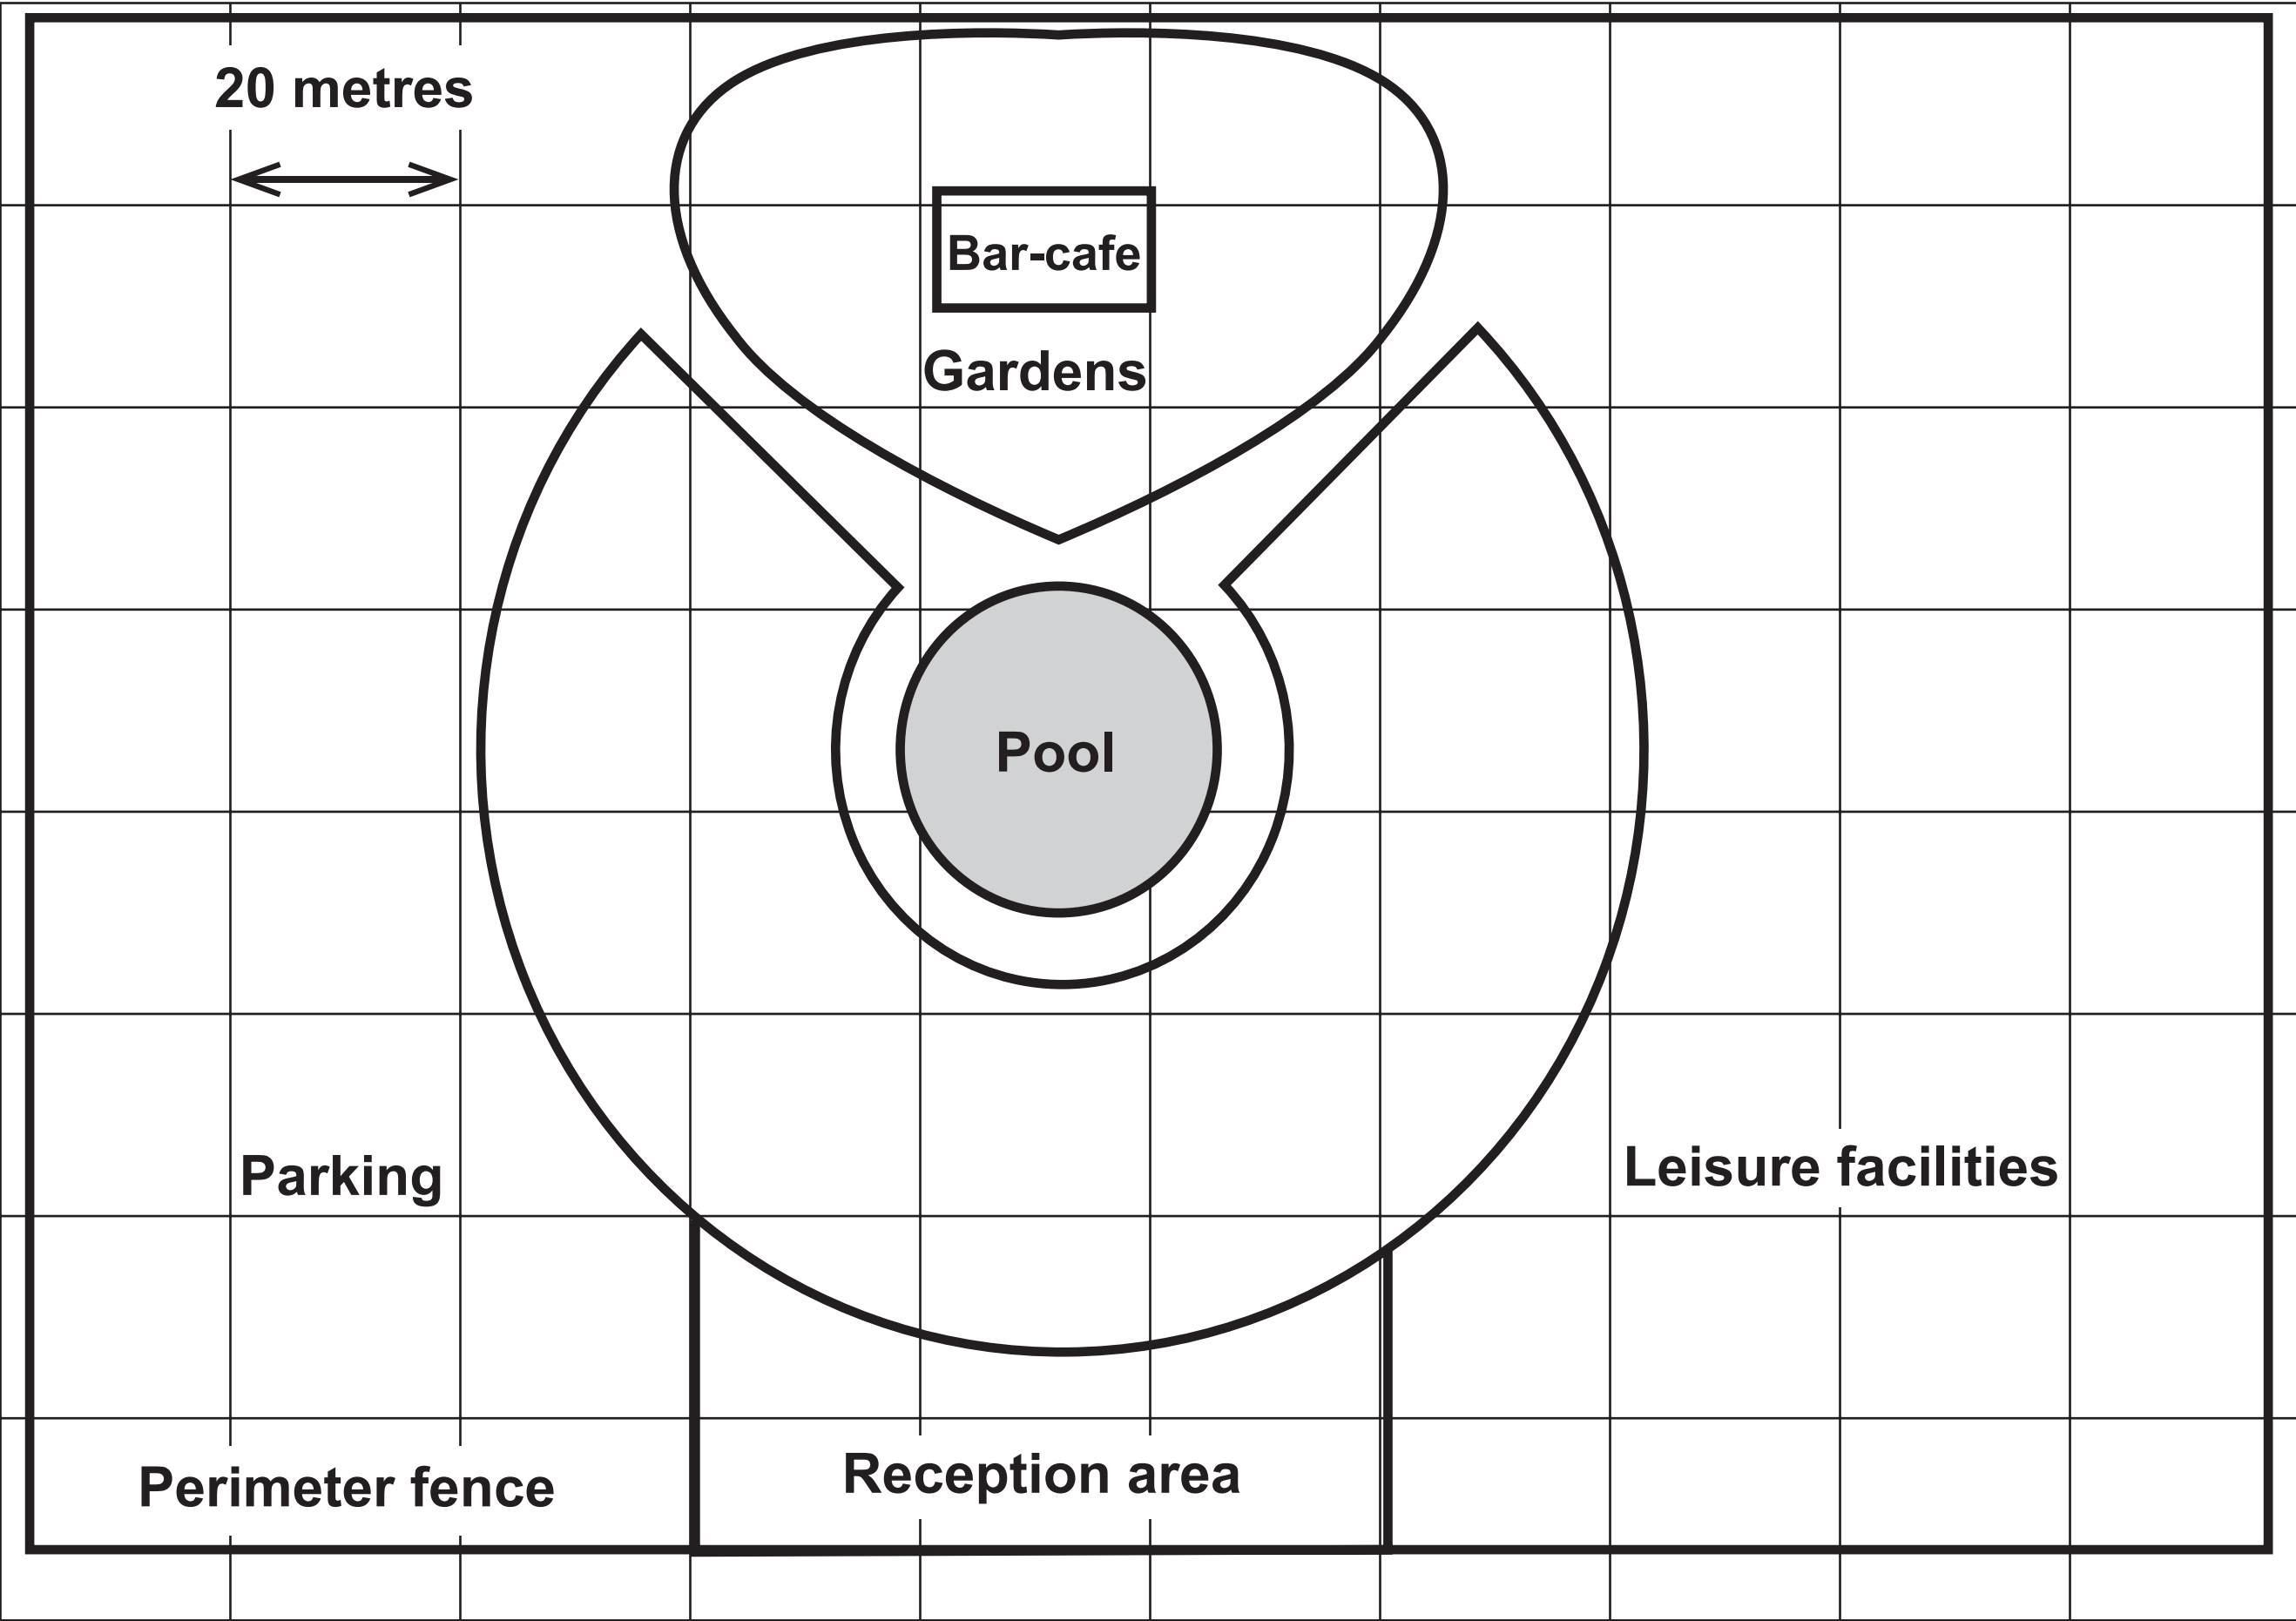 20 metres
Bar-cafe
Gardens
Pool
Parking
Leisure facilities
Perimeter fence
Reception area